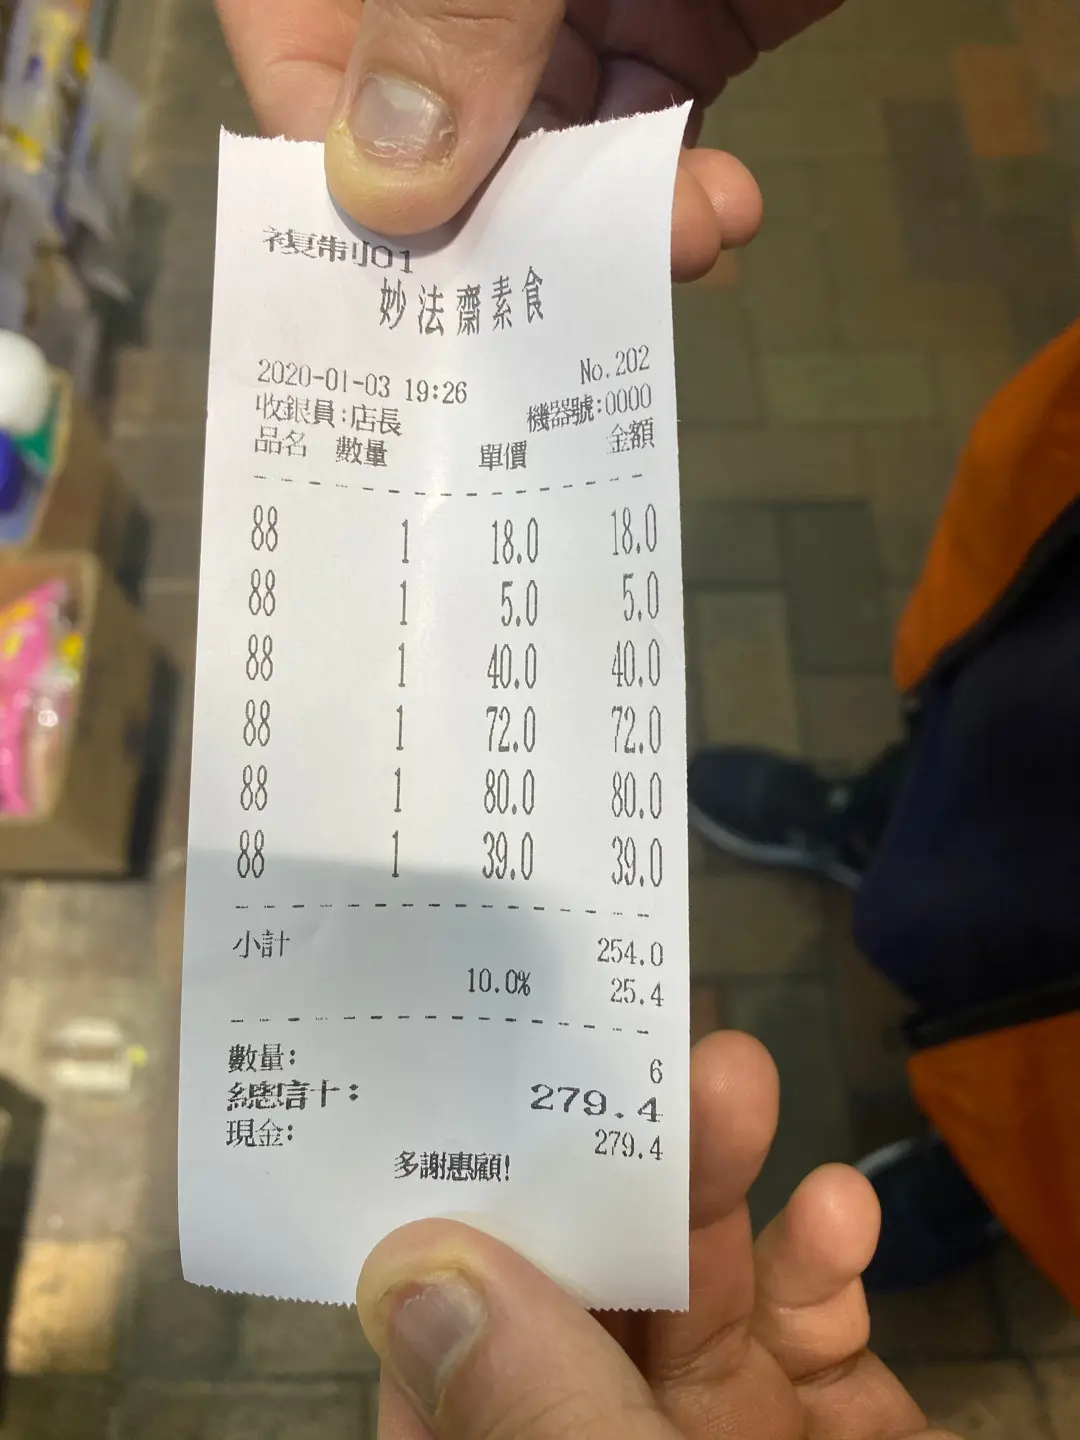 複制01
妙法齋素食
2020-01-03 19:26 No.202
收銀員:店長 機器號:0000
品名 數量 單價 金額
88 1 18.0 18.0
88 1 5.0 5.0
88 1 40.0 40.0
88 1 72.0 72.0
88 1 80.0 80.0
88 1 39.0 39.0
小計 254.0
10.0% 25.4
數量: 6
總計: 279.4
現金: 279.4
多謝惠顧!